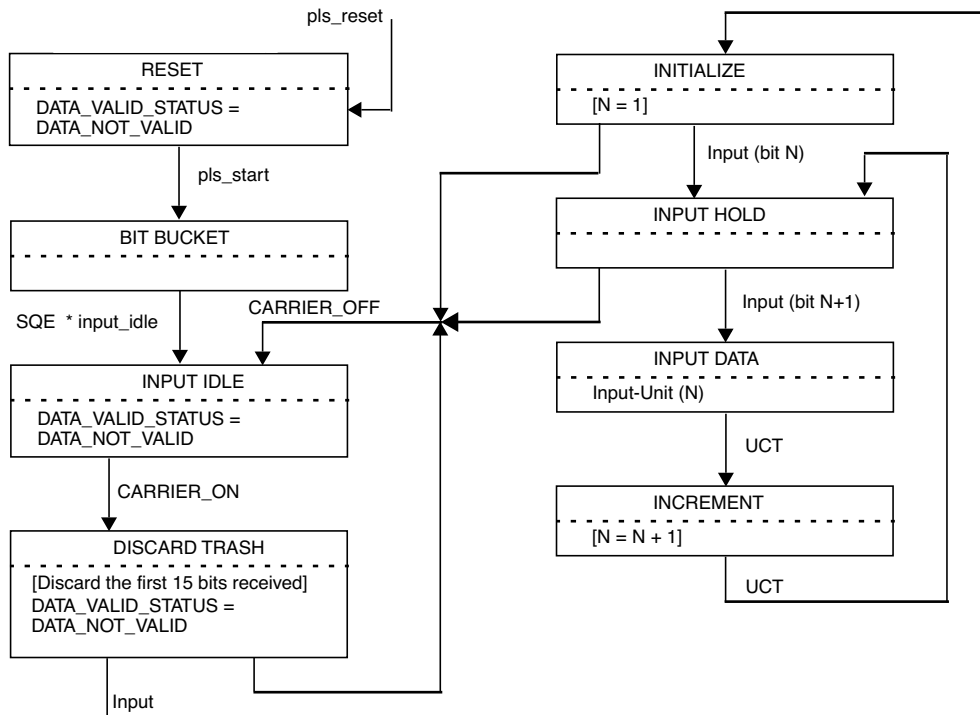 pls_reset
RESET
DATA_VALID_STATUS =
DATA_NOT_VALID
pls_start
BIT BUCKET
SQE * input_idle
CARRIER_OFF
INPUT IDLE
DATA_VALID_STATUS =
DATA_NOT_VALID
CARRIER_ON
DISCARD TRASH
[Discard the first 15 bits received]
DATA_VALID_STATUS =
DATA_NOT_VALID
Input
INITIALIZE
[N = 1]
Input (bit N)
INPUT HOLD
Input (bit N+1)
INPUT DATA
Input-Unit (N)
UCT
INCREMENT
[N = N + 1]
UCT